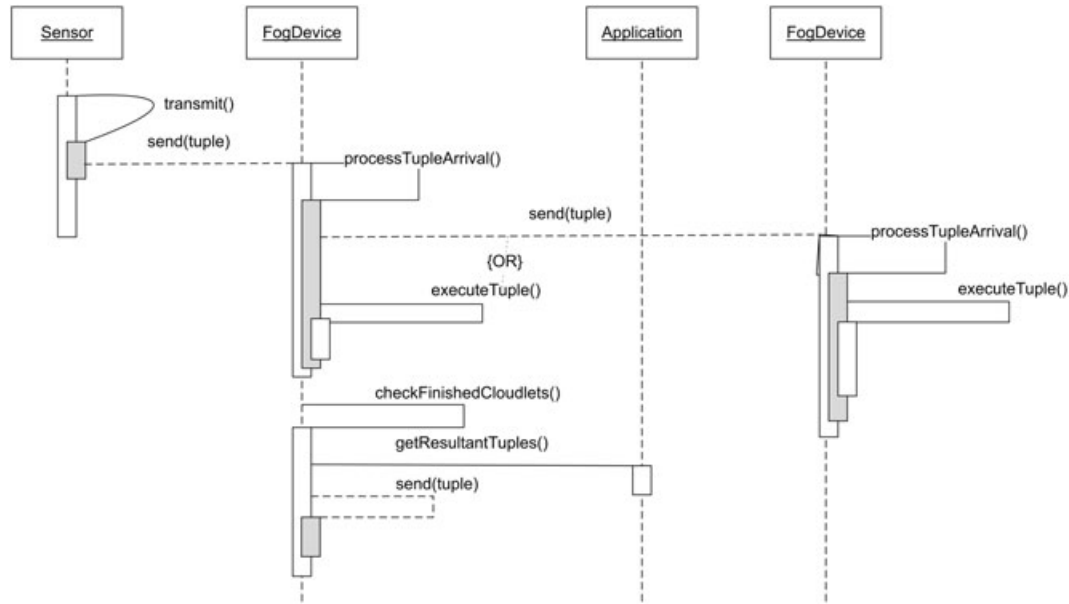 Sensor
FogDevice
Application
FogDevice
transmit()
send(tuple)
processTupleArrival()
send(tuple)
processTupleArrival()
{OR}
executeTuple()
executeTuple()
checkFinishedCloudlets()
getResultantTuples()
send(tuple)